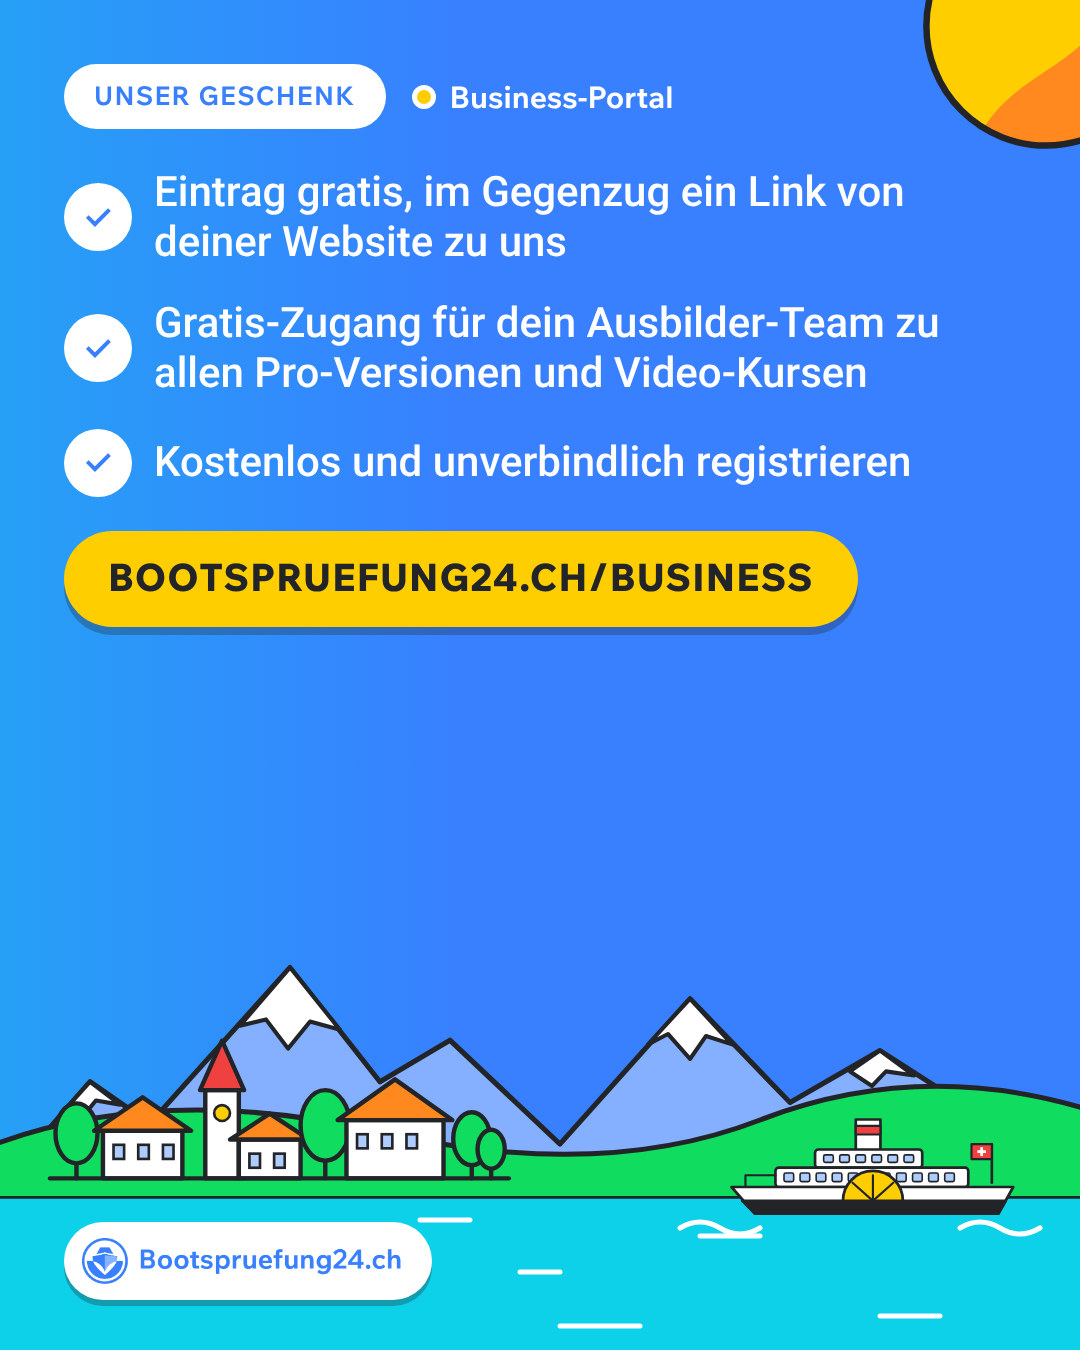 UNSER GESCHENK
Business-Portal
Eintrag gratis, im Gegenzug ein Link von
deiner Website zu uns
Gratis-Zugang für dein Ausbilder-Team zu
allen Pro-Versionen und Video-Kursen
Kostenlos und unverbindlich registrieren
BOOTSPRUEFUNG24.CH/BUSINESS
Bootspruefung24.ch